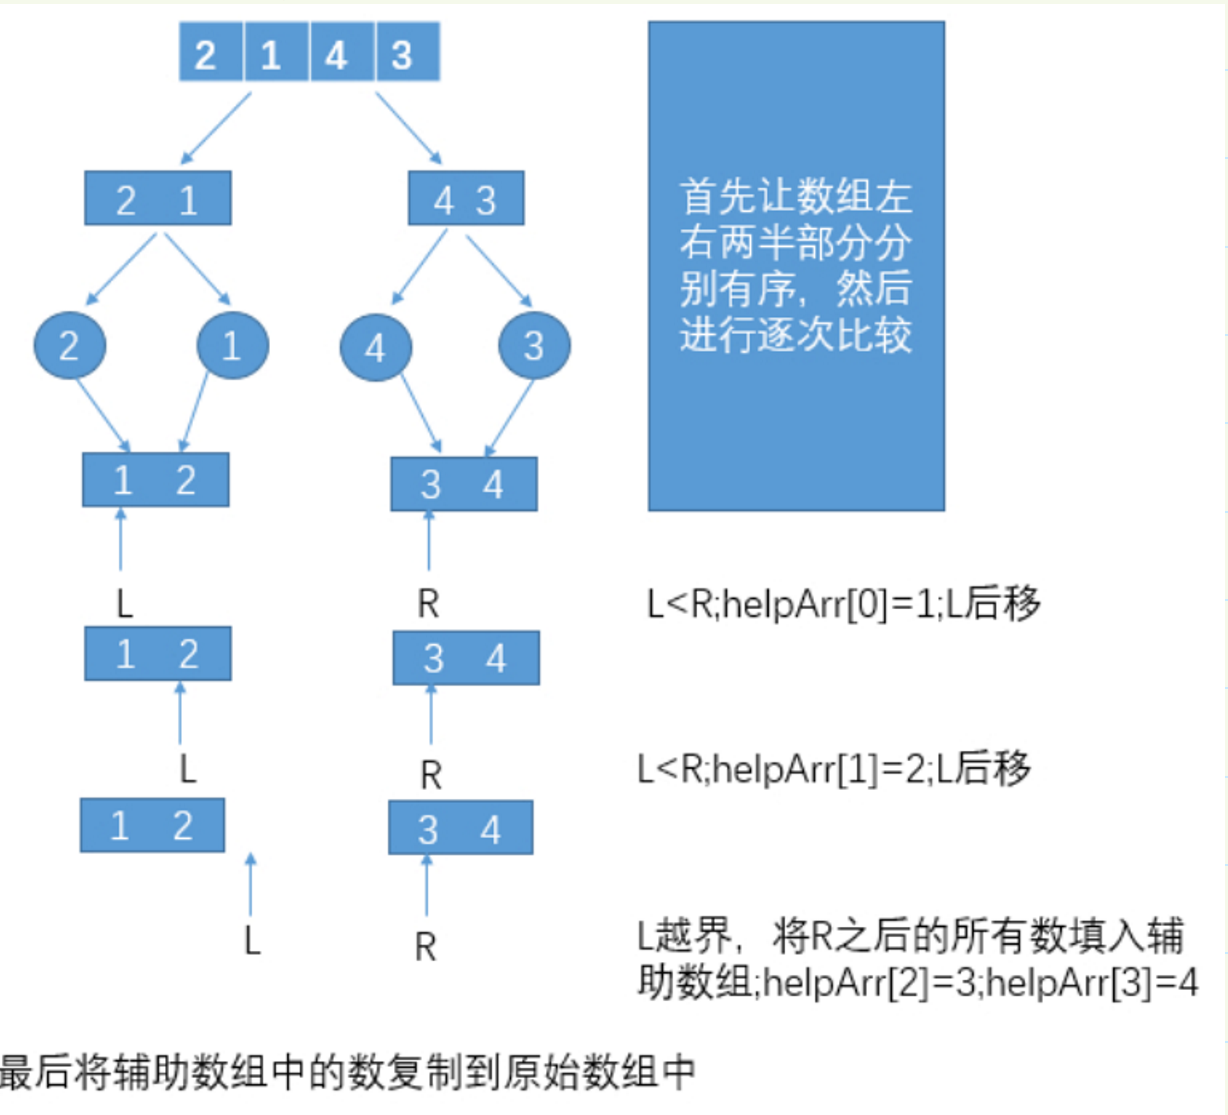 2 1 4 3
2 1
4 3
2
1
4
3
1 2
3 4
首先让数组左
右两半部分分
别有序，然后
进行逐次比较
L
R
L<R;helpArr[0]=1;L后移
1 2
3 4
L
R
L<R;helpArr[1]=2;L后移
1 2
3 4
L
R
L越界，将R之后的所有数填入辅
助数组;helpArr[2]=3;helpArr[3]=4
最后将辅助数组中的数复制到原始数组中